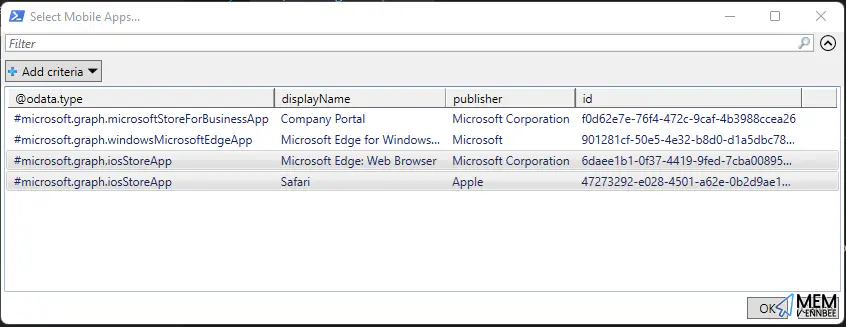 Select Mobile Apps...
Filter
Add criteria
@odata.type displayName publisher id
#microsoft.graph.microsoftStoreForBusinessApp Company Portal Microsoft Corporation f0d62e7e-76f4-472c-9caf-4b3988ccea26
#microsoft.graph.windowsMicrosoftEdgeApp Microsoft Edge for Windows... Microsoft 901281cf-50e5-4e32-b8d0-d1a5dbc78...
#microsoft.graph.iosStoreApp Microsoft Edge: Web Browser Microsoft Corporation 6daee1b1-0f37-4419-9fed-7cba00895...
#microsoft.graph.iosStoreApp Safari Apple 47273292-e028-4501-a62e-0b2d9ae1...
OK
MEM
VENNBEE